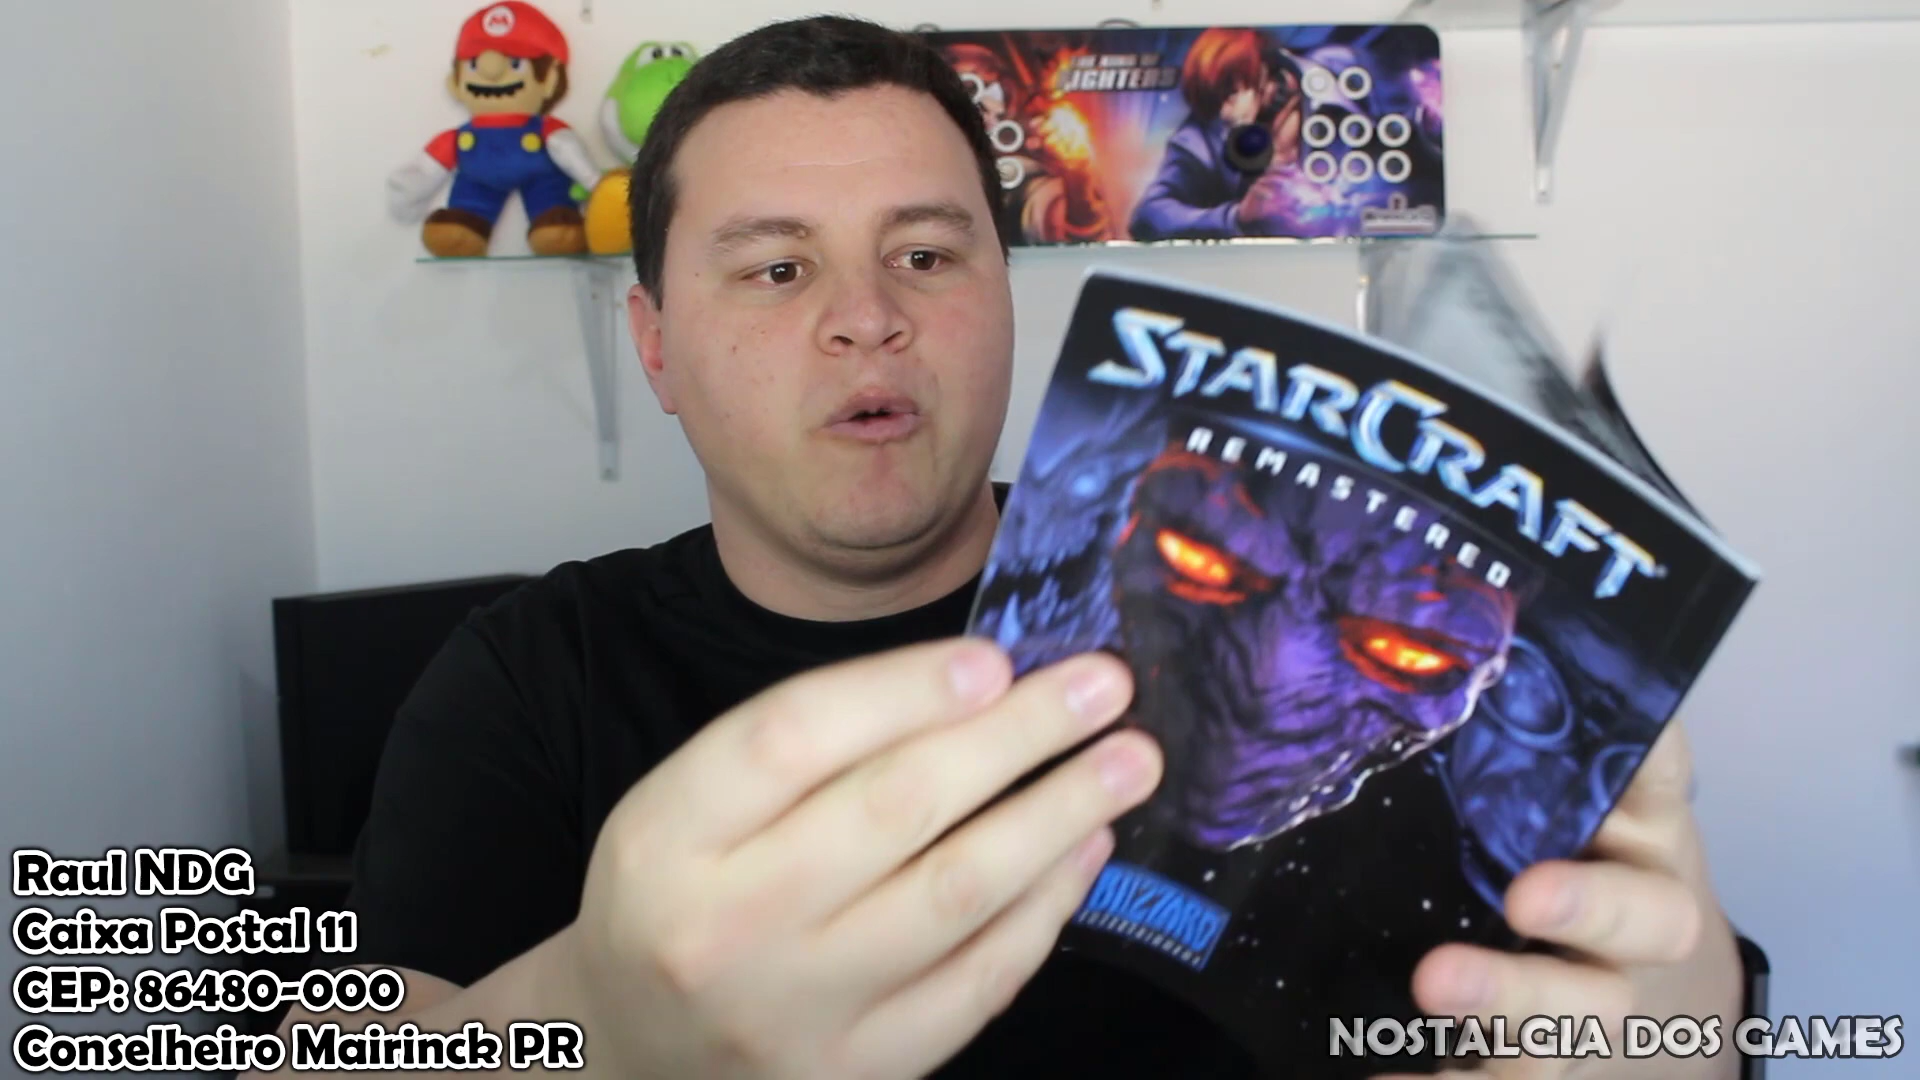 THE KING OF
FIGHTERS
STARCRAFT
REMASTERED
BLIZZARD
ENTERTAINMENT
Raul NDG
Caixa Postal 11
CEP: 86480-000
Conselheiro Mairinck PR
NOSTALGIA DOS GAMES